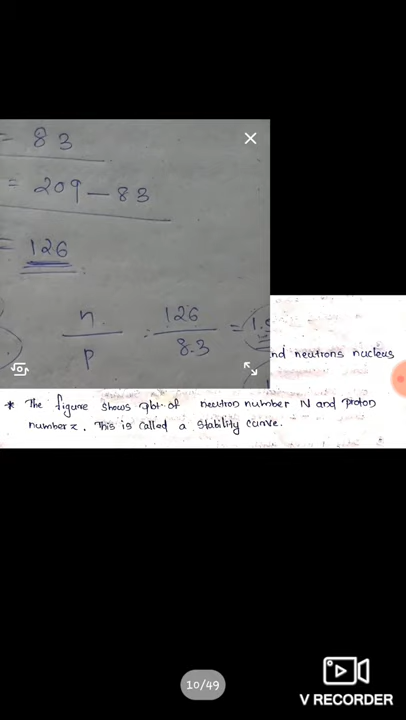 = 83
= 209 - 83
= 126
n / p = 126 / 83 = 1.5
nd neutrons nucleus
* The figure shows plot of neutron number N and proton
number z. This is called a stability curve.
10/49
V RECORDER